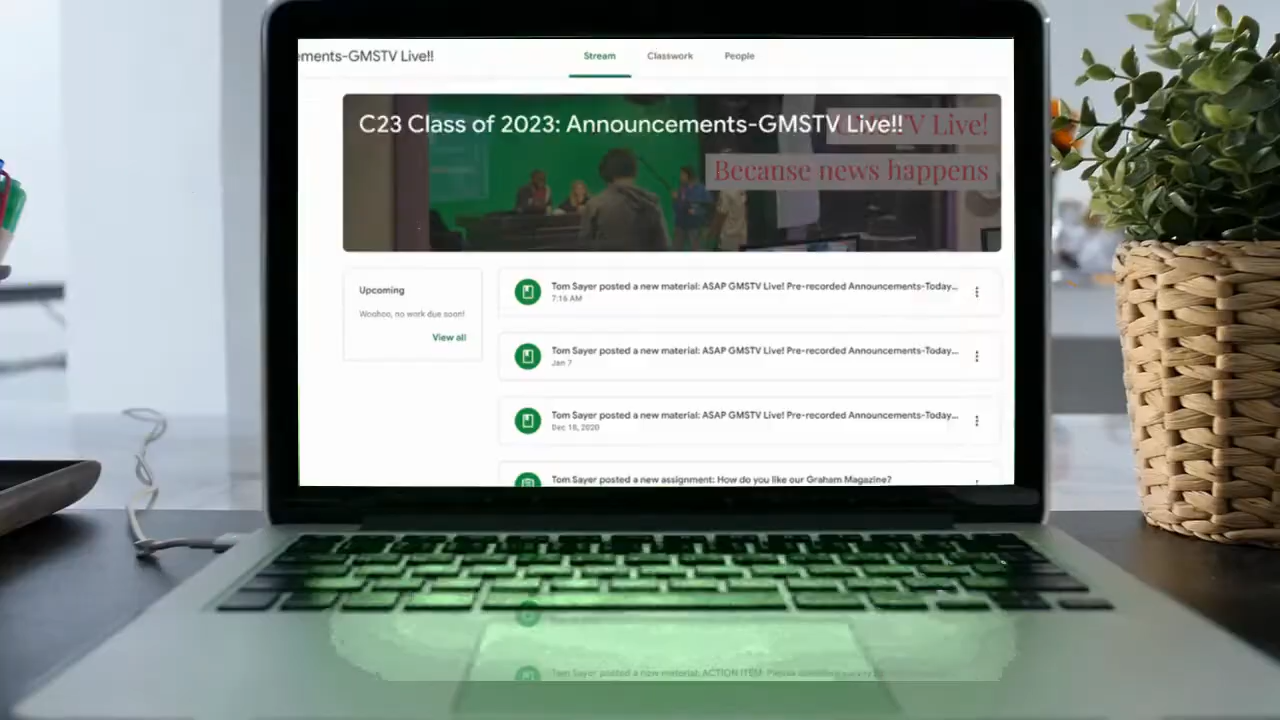 ements-GMSTV Live!!
Stream
Classwork
People
C23 Class of 2023: Announcements-GMSTV Live!!
GMSTV Live!
Because news happens
Upcoming
Woohoo, no work due soon!
View all
Tom Sayer posted a new material: ASAP GMSTV Live! Pre-recorded Announcements-Today...
7:16 AM
Tom Sayer posted a new material: ASAP GMSTV Live! Pre-recorded Announcements-Today...
Jan 7
Tom Sayer posted a new material: ASAP GMSTV Live! Pre-recorded Announcements-Today...
Dec 18, 2020
Tom Sayer posted a new assignment: How do you like our Graham Magazine?
Tom Sayer posted a new material: ACTION ITEM: Please